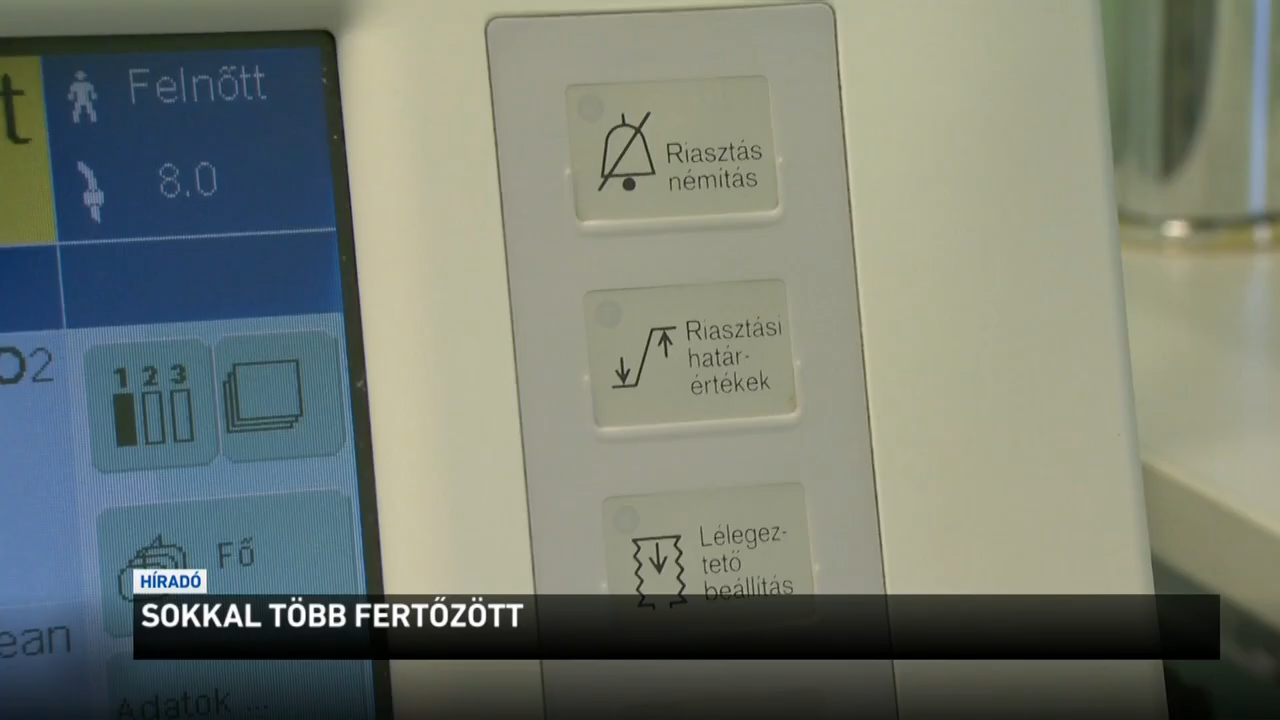 t
Felnőtt
8.0
O2
1 2 3
Fő
ean
Adatok ...
Riasztás
némítás
Riasztási
határ-
értékek
Lélegez-
tető
beállítás
HÍRADÓ
SOKKAL TÖBB FERTŐZÖTT